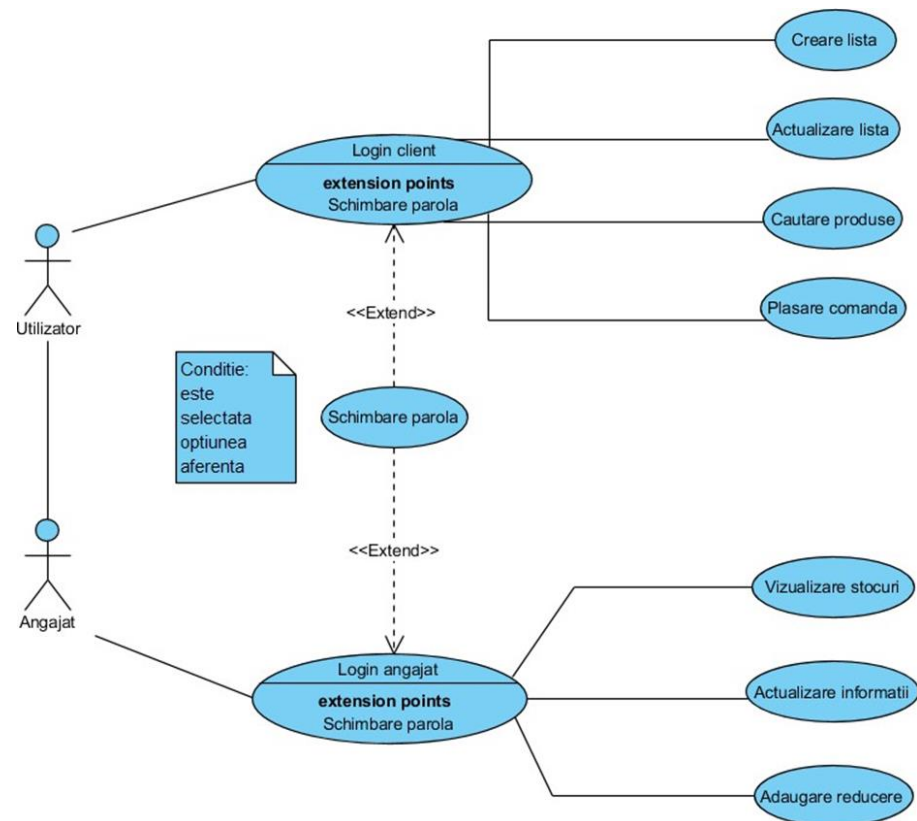 Creare lista
Login client
extension points
Schimbare parola
Actualizare lista
Cautare produse
Plasare comanda
Utilizator
<<Extend>>
Conditie:
este
selectata
optiunea
aferenta
Schimbare parola
<<Extend>>
Angajat
Login angajat
extension points
Schimbare parola
Vizualizare stocuri
Actualizare informatii
Adaugare reducere